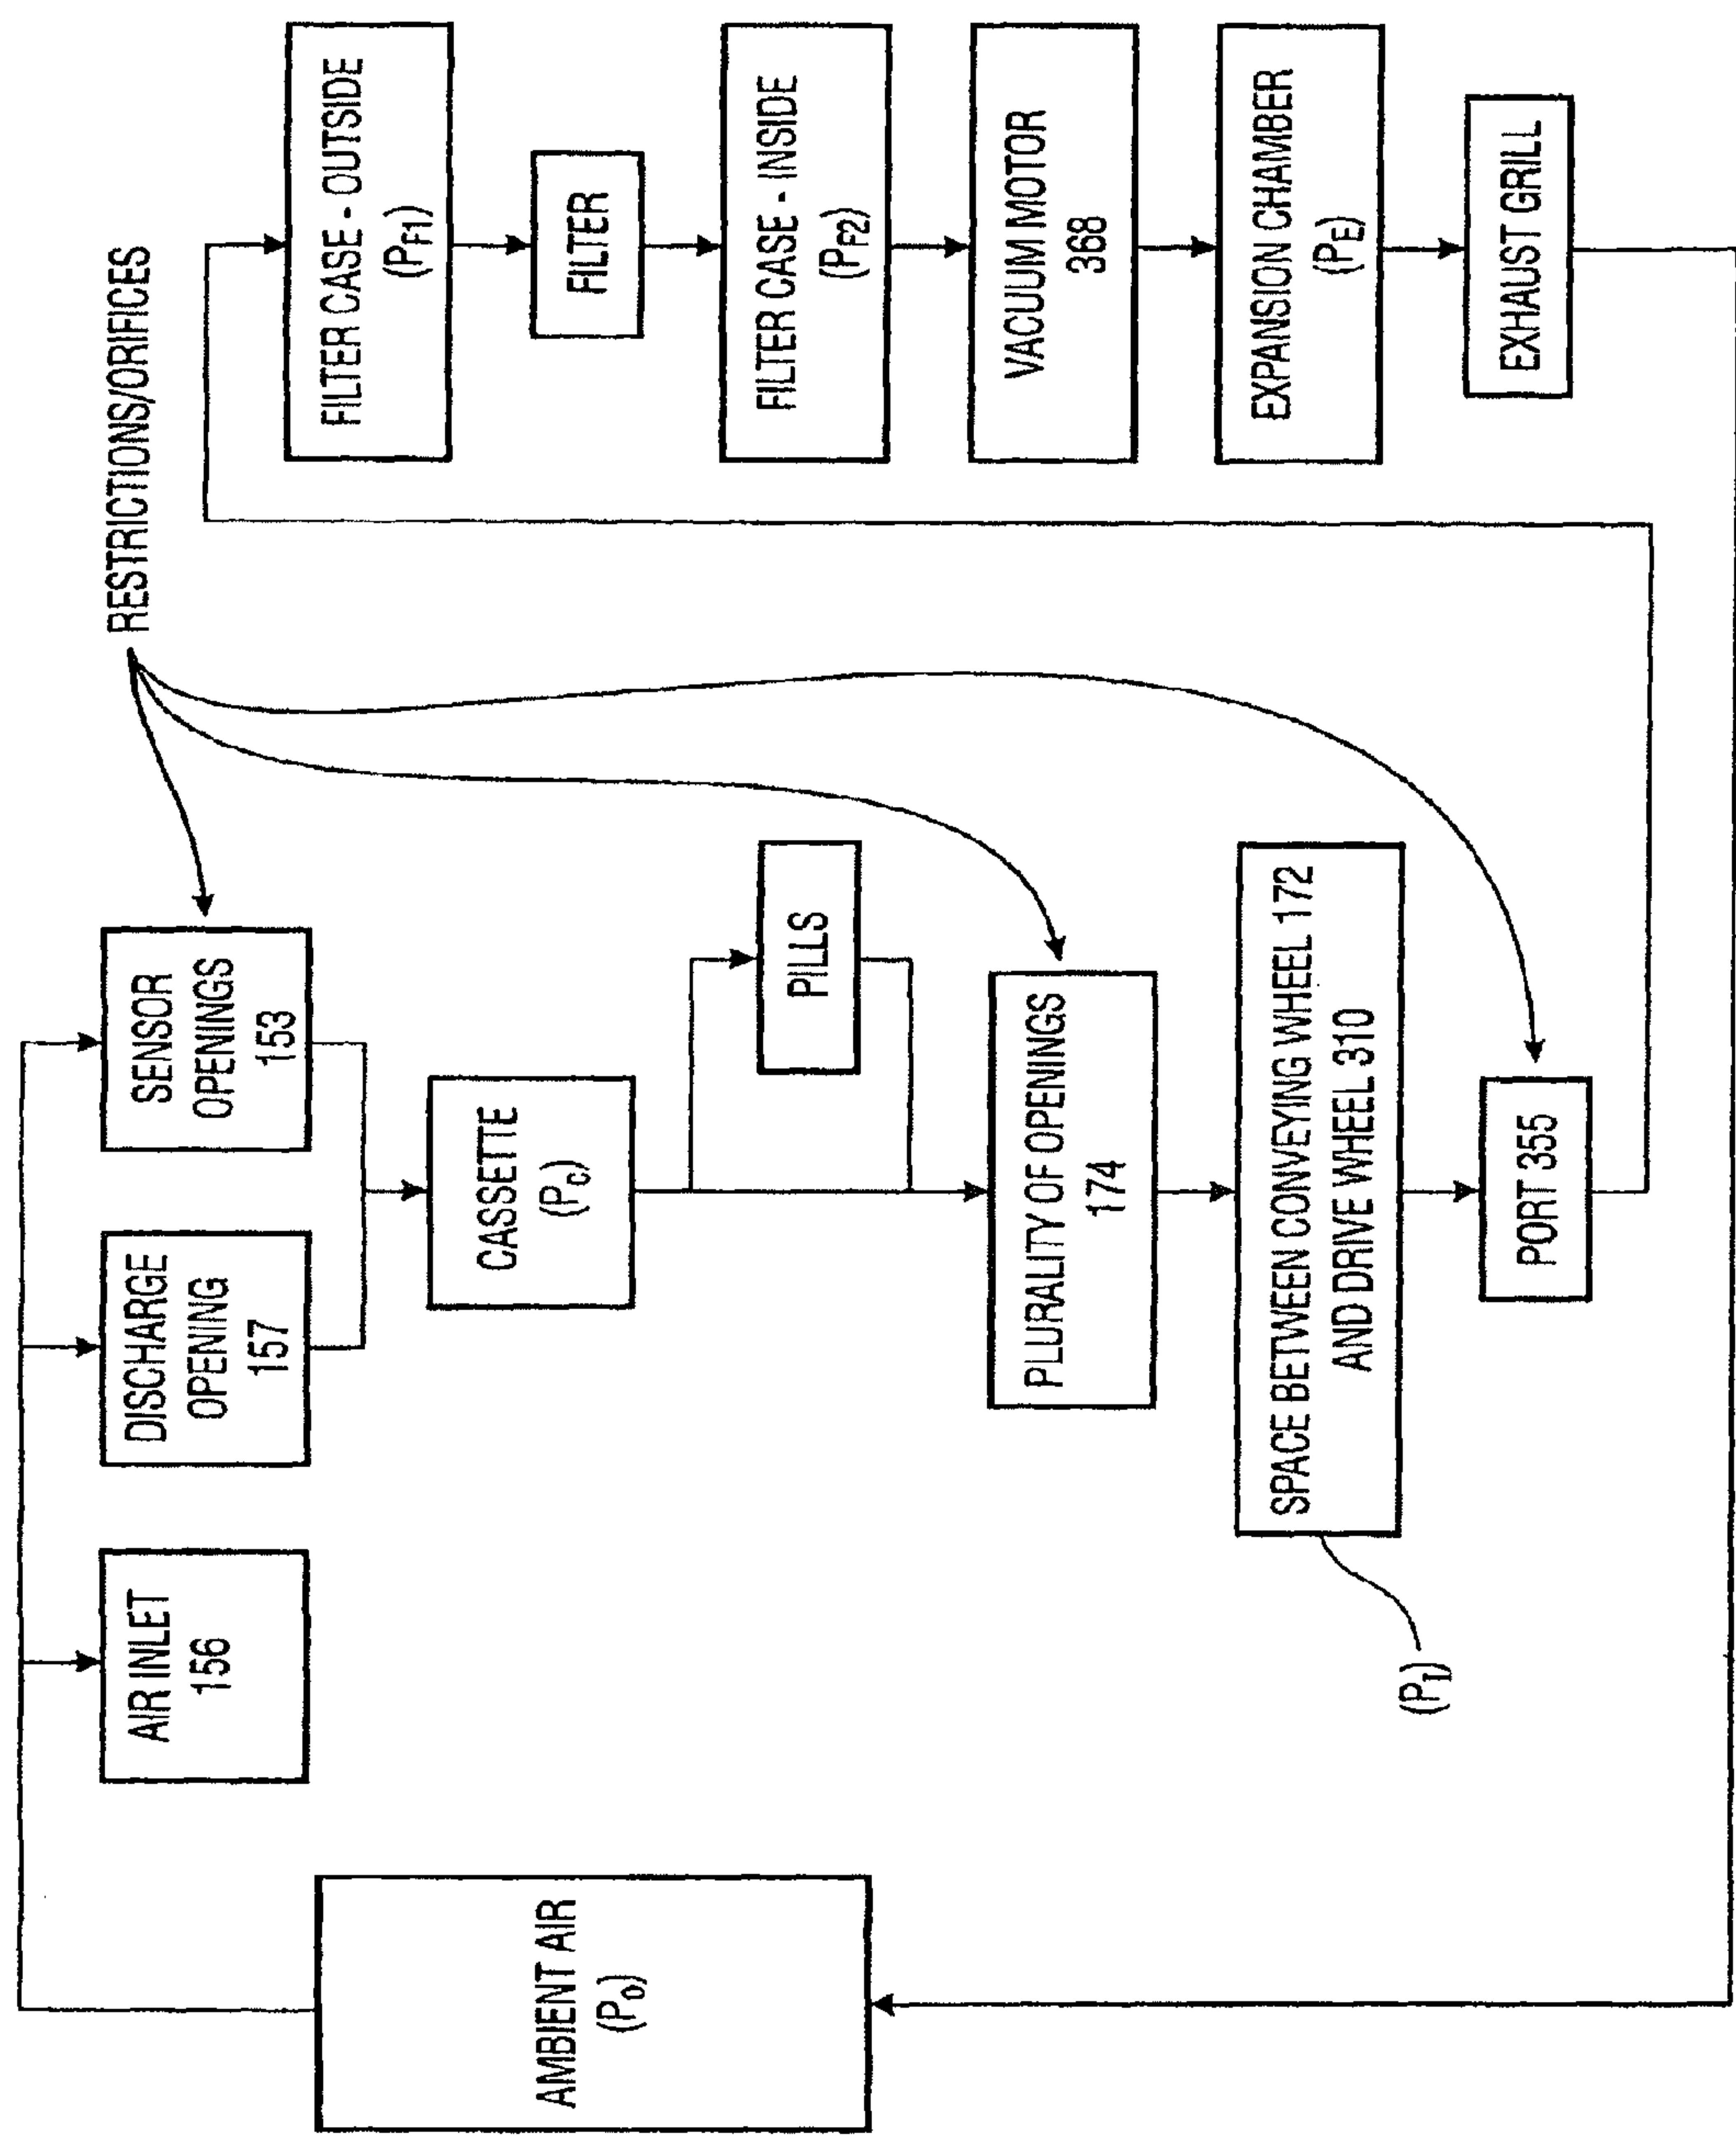 AMBIENT AIR
(P0)
AIR INLET
156
DISCHARGE
OPENING
157
SENSOR
OPENINGS
153
RESTRICTIONS/ORIFICES
CASSETTE
(PC)
PILLS
PLURALITY OF OPENINGS
174
SPACE BETWEEN CONVEYING WHEEL 172
AND DRIVE WHEEL 310
(PI)
PORT 355
FILTER CASE - OUTSIDE
(PF1)
FILTER
FILTER CASE - INSIDE
(PF2)
VACUUM MOTOR
368
EXPANSION CHAMBER
(PE)
EXHAUST GRILL